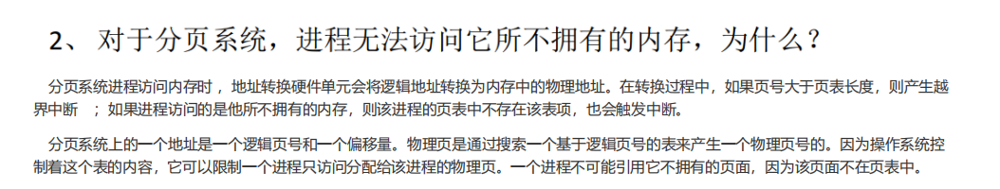 2、 对于分页系统，进程无法访问它所不拥有的内存，为什么？
分页系统进程访问内存时 ，地址转换硬件单元会将逻辑地址转换为内存中的物理地址。在转换过程中，如果页号大于页表长度，则产生越
界中断 ；如果进程访问的是他所不拥有的内存，则该进程的页表中不存在该表项，也会触发中断。
分页系统上的一个地址是一个逻辑页号和一个偏移量。物理页是通过搜索一个基于逻辑页号的表来产生一个物理页号的。因为操作系统控
制着这个表的内容，它可以限制一个进程只访问分配给该进程的物理页。一个进程不可能引用它不拥有的页面，因为该页面不在页表中。